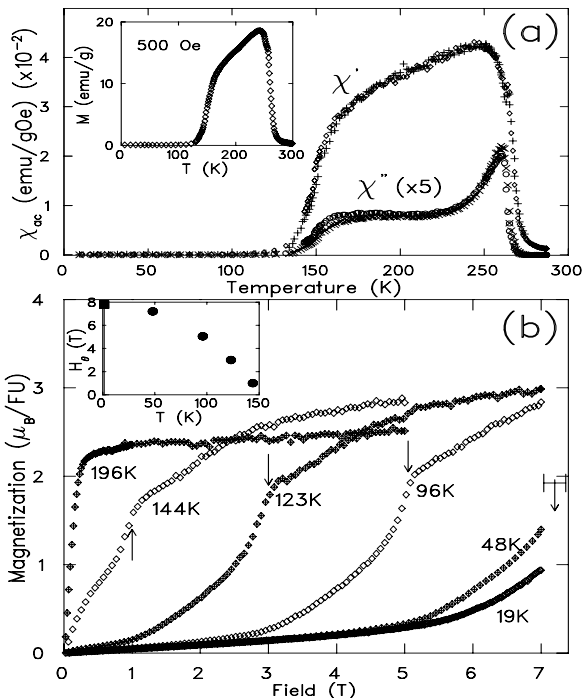 (a)
χ_ac (emu/gOe) (x10⁻²)
4
3
2
1
0
0 50 100 150 200 250 300
Temperature (K)
χ'
χ'' (x5)
500 Oe
M (emu/g)
20
10
0
0 100 200 300
T (K)
(b)
Magnetization (μ_B/FU)
4
3
2
1
0
0 1 2 3 4 5 6 7
Field (T)
H_θ (T)
8
6
4
2
0
0 50 100 150
T (K)
196K
144K
123K
96K
48K
19K